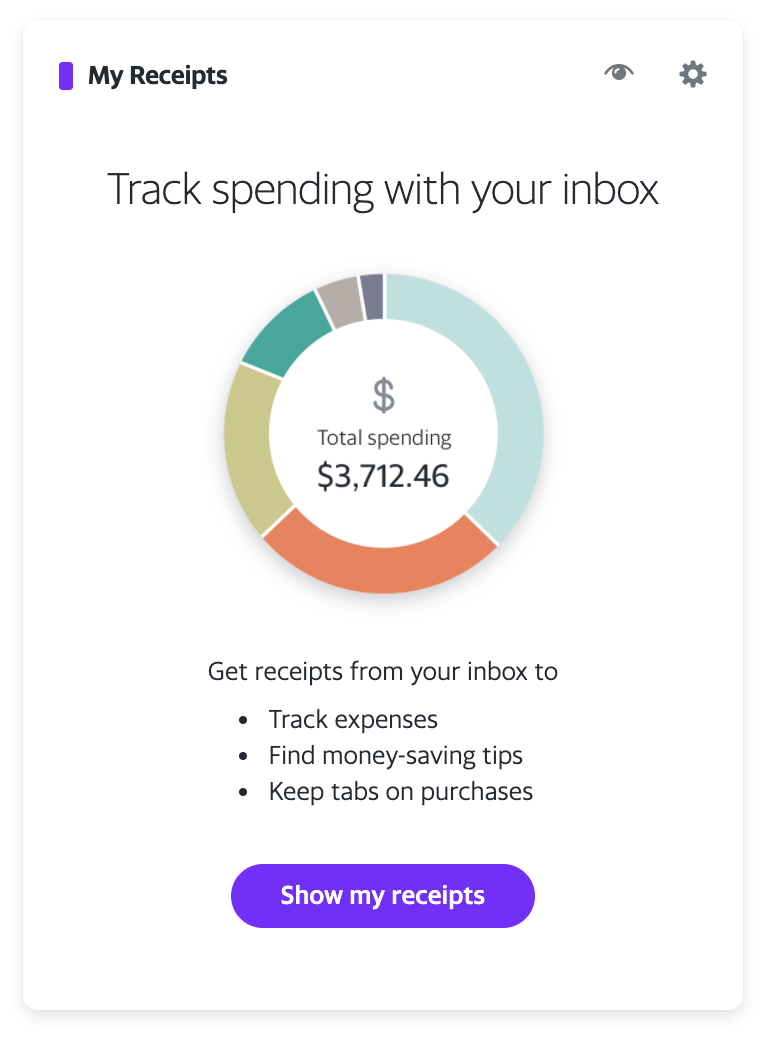 My Receipts
Track spending with your inbox
$
Total spending
$3,712.46
Get receipts from your inbox to
• Track expenses
• Find money-saving tips
• Keep tabs on purchases
Show my receipts